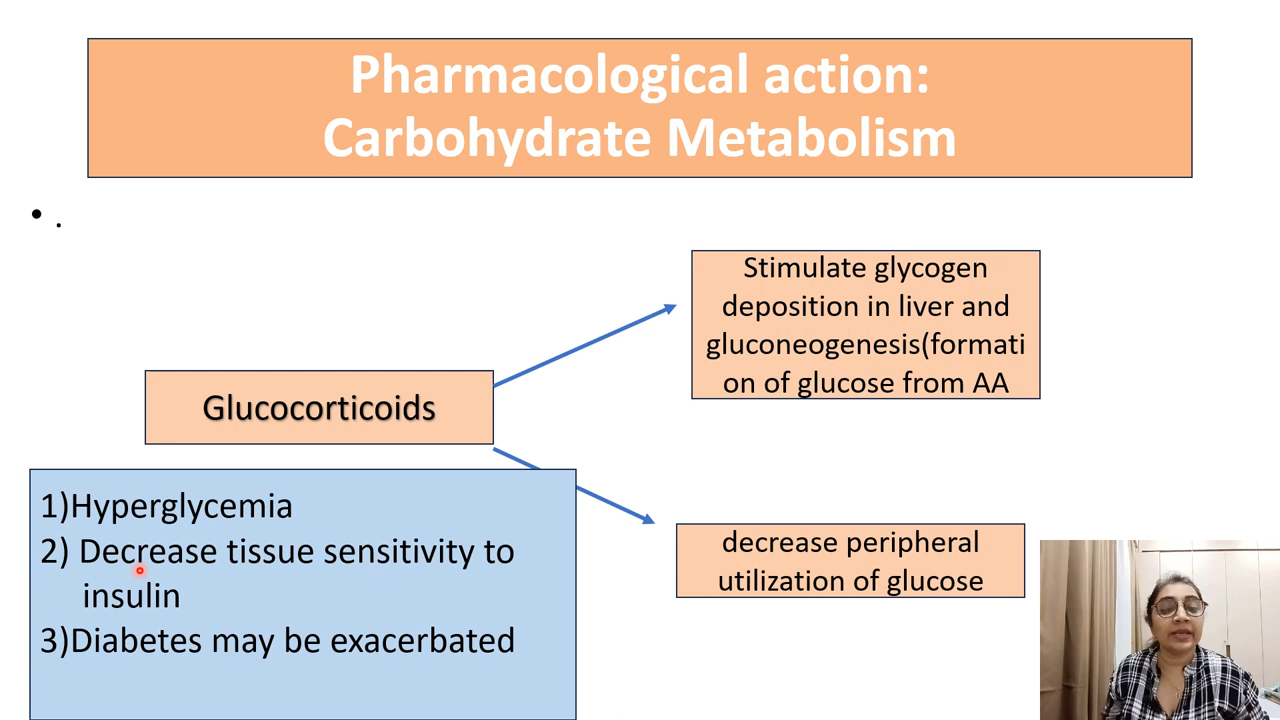 Pharmacological action:
Carbohydrate Metabolism
• .
Stimulate glycogen
deposition in liver and
gluconeogenesis(formati
on of glucose from AA
Glucocorticoids
1)Hyperglycemia
2) Decrease tissue sensitivity to
insulin
3)Diabetes may be exacerbated
decrease peripheral
utilization of glucose